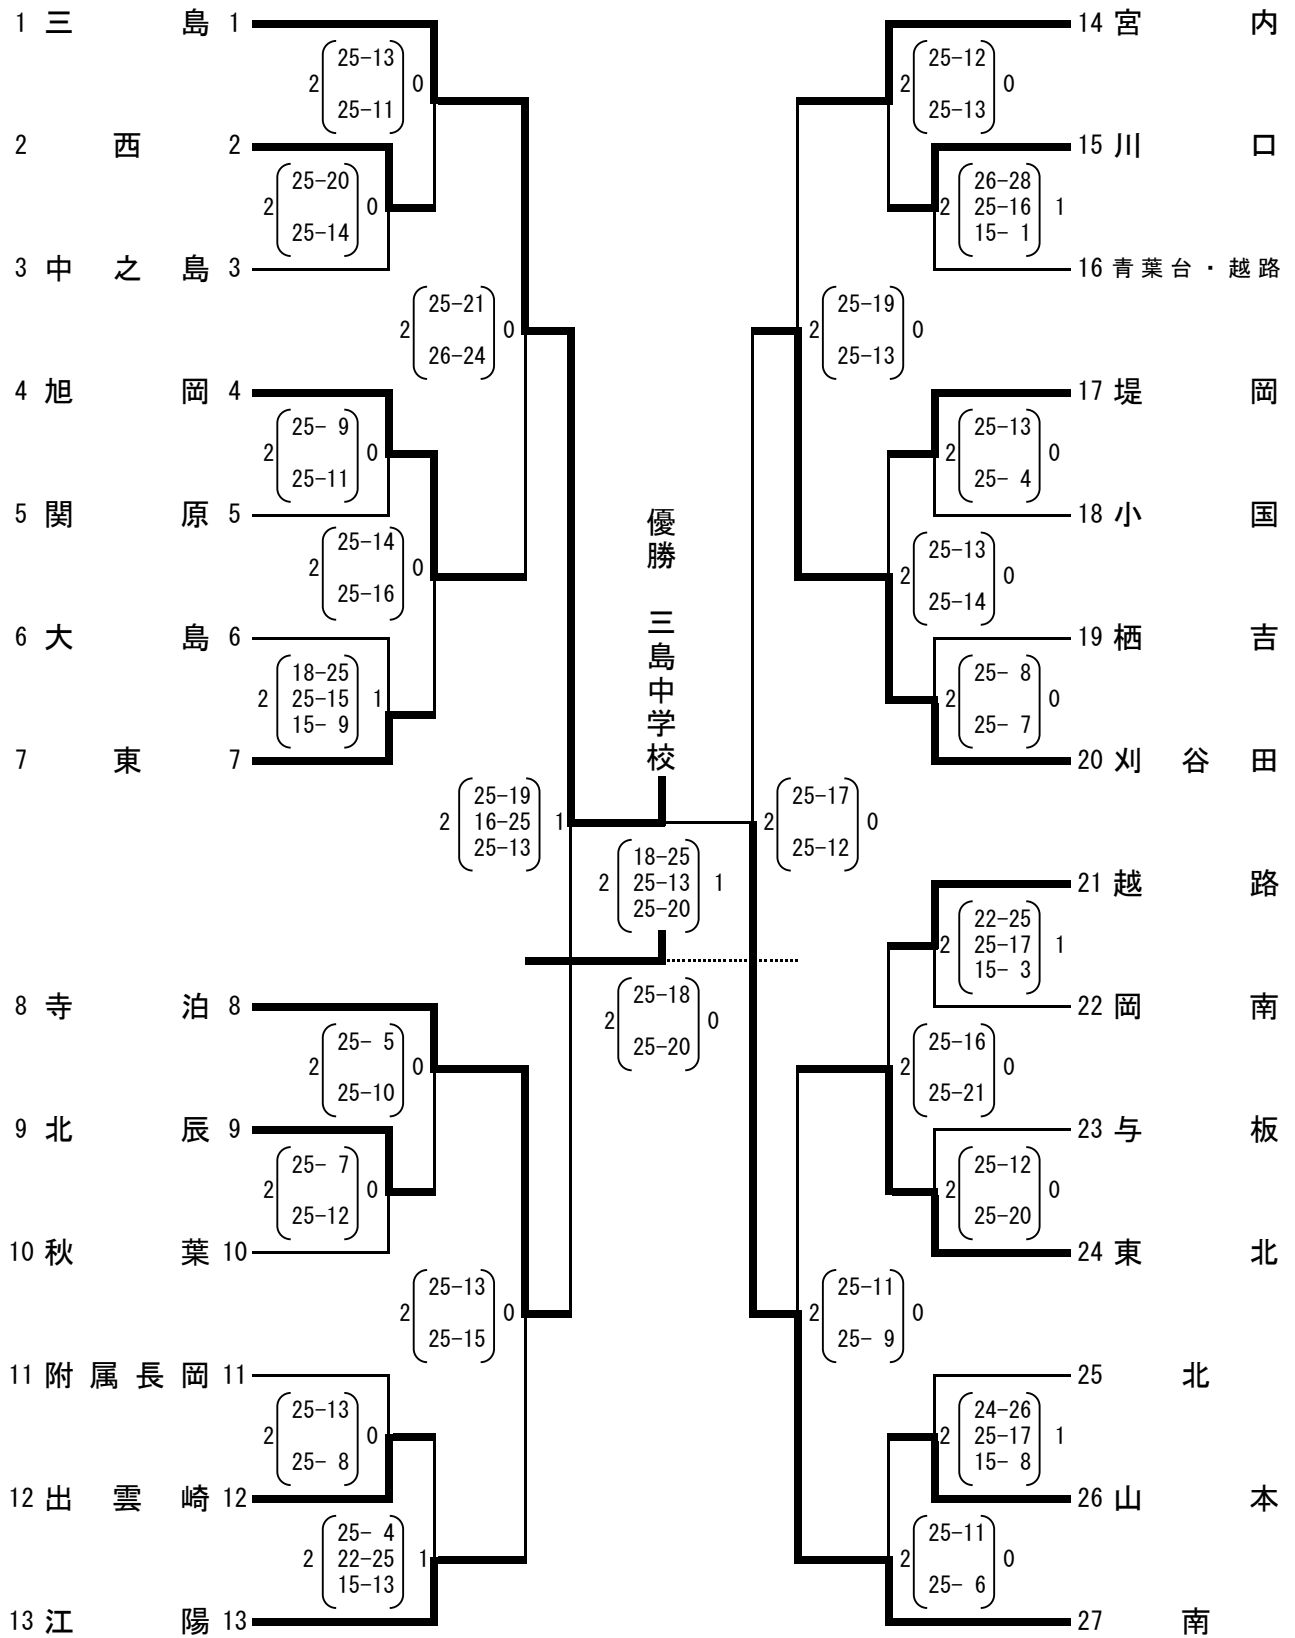 1 三島 1
25-13
2 0
25-11
2 西 2
25-20
2 0
25-14
3 中之島 3
25-21
2 0
26-24
4 旭岡 4
25- 9
2 0
25-11
5 関原 5
25-14
2 0
25-16
6 大島 6
18-25
2 25-15 1
15- 9
7 東 7
25-19
2 16-25 1
25-13
8 寺泊 8
25- 5
2 0
25-10
9 北辰 9
25- 7
2 0
25-12
10 秋葉 10
25-13
2 0
25-15
11 附属長岡 11
25-13
2 0
25- 8
12 出雲崎 12
25- 4
2 22-25 1
15-13
13 江陽 13
優勝 三島中学校
18-25
2 25-13 1
25-20
25-18
2 0
25-20
14 宮内
25-12
2 0
25-13
15 川口
26-28
2 25-16 1
15- 1
16 青葉台・越路
25-19
2 0
25-13
17 堤岡
25-13
2 0
25- 4
18 小国
25-13
2 0
25-14
19 栖吉
25- 8
2 0
25- 7
20 刈谷田
25-17
2 0
25-12
21 越路
22-25
2 25-17 1
15- 3
22 岡南
25-16
2 0
25-21
23 与板
25-12
2 0
25-20
24 東北
25-11
2 0
25- 9
25 北
24-26
2 25-17 1
15- 8
26 山本
25-11
2 0
25- 6
27 南